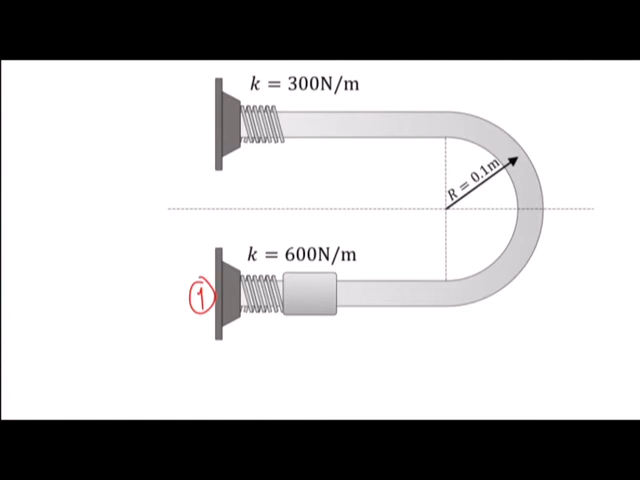 k = 300N/m
R = 0.1m
k = 600N/m
1